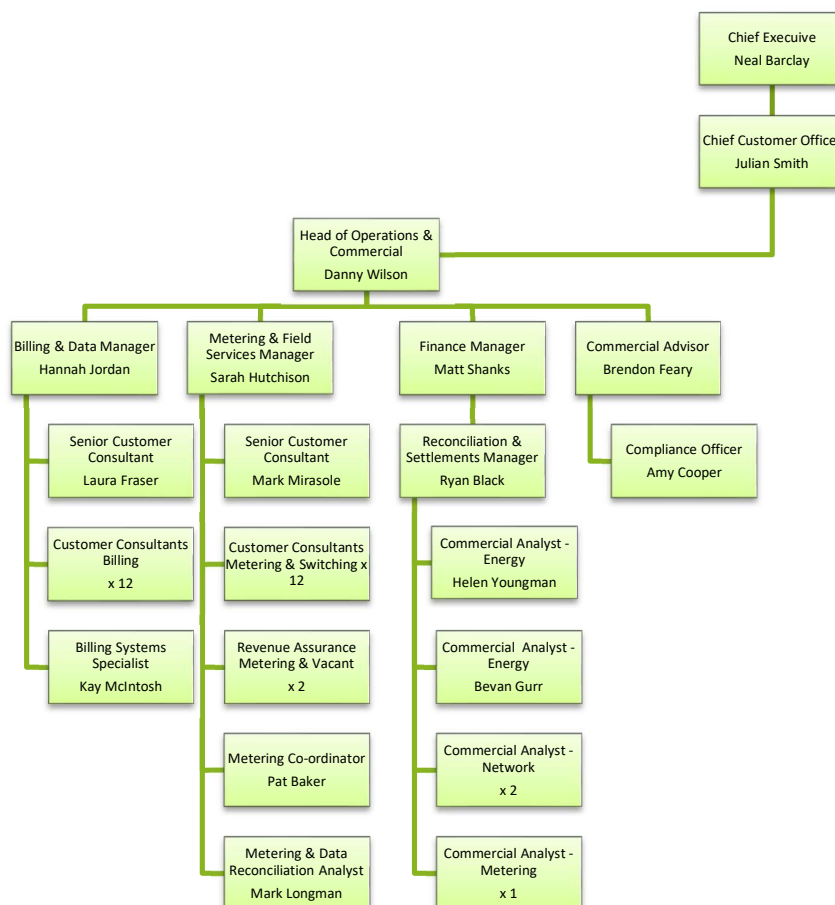 Chief Execuive
Neal Barclay
Chief Customer Office
Julian Smith
Head of Operations &
Commercial
Danny Wilson
Billing & Data Manager
Hannah Jordan
Metering & Field
Services Manager
Sarah Hutchison
Finance Manager
Matt Shanks
Commercial Advisor
Brendon Feary
Senior Customer
Consultant
Laura Fraser
Senior Customer
Consultant
Mark Mirasole
Reconciliation &
Settlements Manager
Ryan Black
Compliance Officer
Amy Cooper
Customer Consultants
Billing
x 12
Customer Consultants
Metering & Switching x
12
Commercial Analyst -
Energy
Helen Youngman
Billing Systems
Specialist
Kay McIntosh
Revenue Assurance
Metering & Vacant
x 2
Commercial Analyst -
Energy
Bevan Gurr
Metering Co-ordinator
Pat Baker
Commercial Analyst -
Network
x 2
Metering & Data
Reconciliation Analyst
Mark Longman
Commercial Analyst -
Metering
x 1